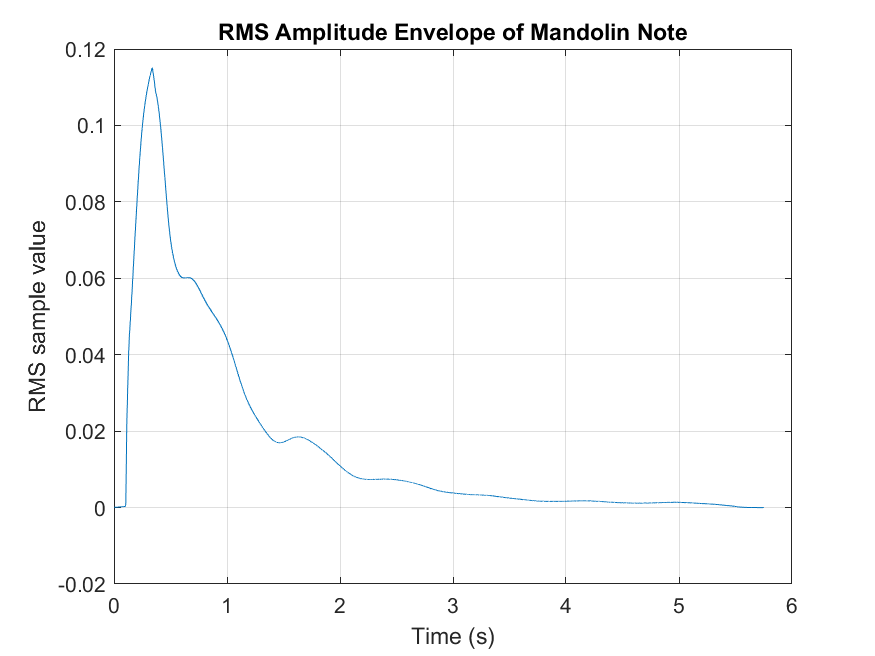 RMS Amplitude Envelope of Mandolin Note
0.12
0.1
0.08
0.06
0.04
0.02
0
-0.02
RMS sample value
0 1 2 3 4 5 6
Time (s)